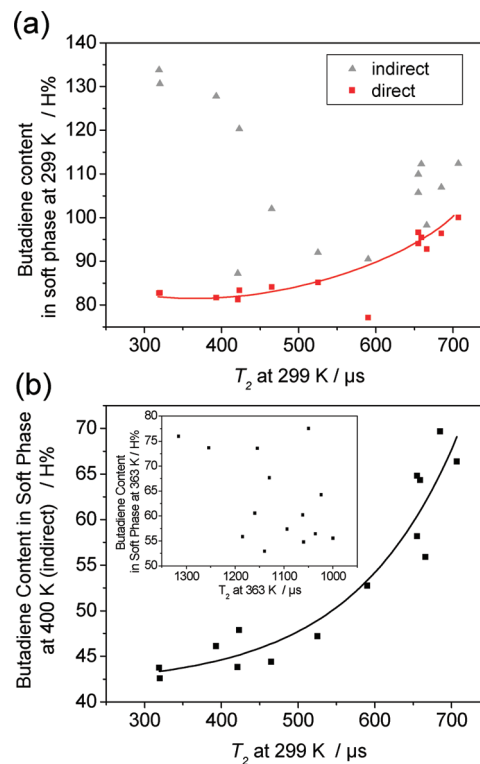 (a)
140
130
120
110
100
90
80
70
Butadiene content
in soft phase at 299 K / H%
indirect
direct
300 400 500 600 700
T₂ at 299 K / µs
(b)
70
65
60
55
50
45
40
Butadiene Content in Soft Phase
at 400 K (indirect) / H%
80
75
70
65
60
55
50
Butadiene Content
in Soft Phase at 363 K / H%
1300 1200 1100 1000
T₂ at 363 K / µs
300 400 500 600 700
T₂ at 299 K / µs